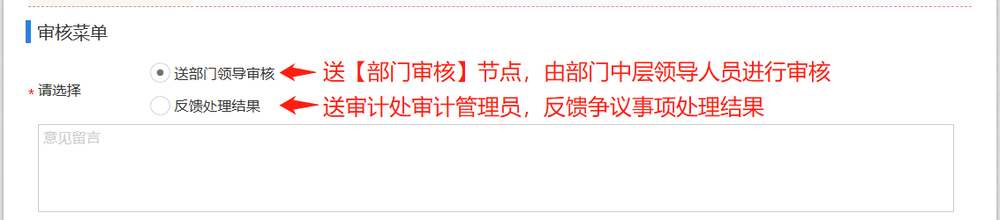 审核菜单
送部门领导审核 送【部门审核】节点，由部门中层领导人员进行审核
* 请选择
反馈处理结果 送审计处审计管理员，反馈争议事项处理结果
意见留言